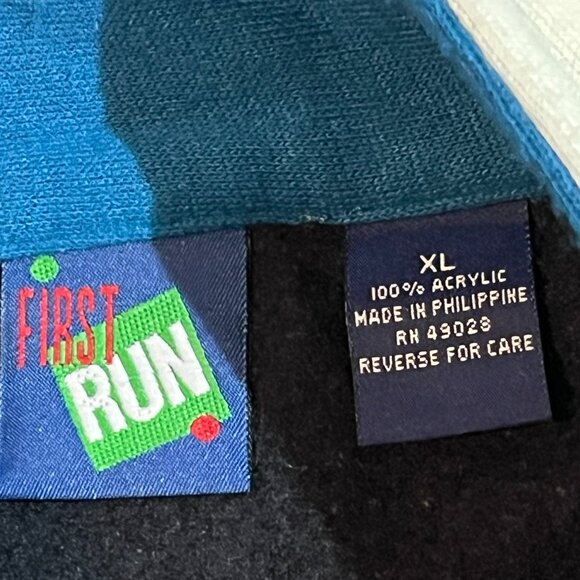 FIRST
RUN
XL
100% ACRYLIC
MADE IN PHILIPPINE
RN 49028
REVERSE FOR CARE